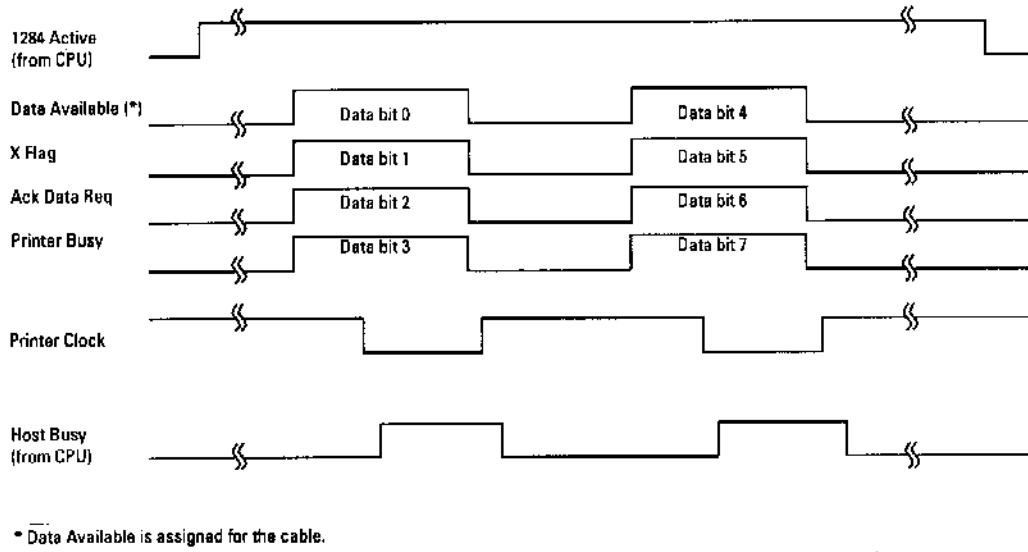 1284 Active
(from CPU)
Data Available (*)
Data bit 0
Data bit 4
X Flag
Data bit 1
Data bit 5
Ack Data Req
Data bit 2
Data bit 6
Printer Busy
Data bit 3
Data bit 7
Printer Clock
Host Busy
(from CPU)
* Data Available is assigned for the cable.